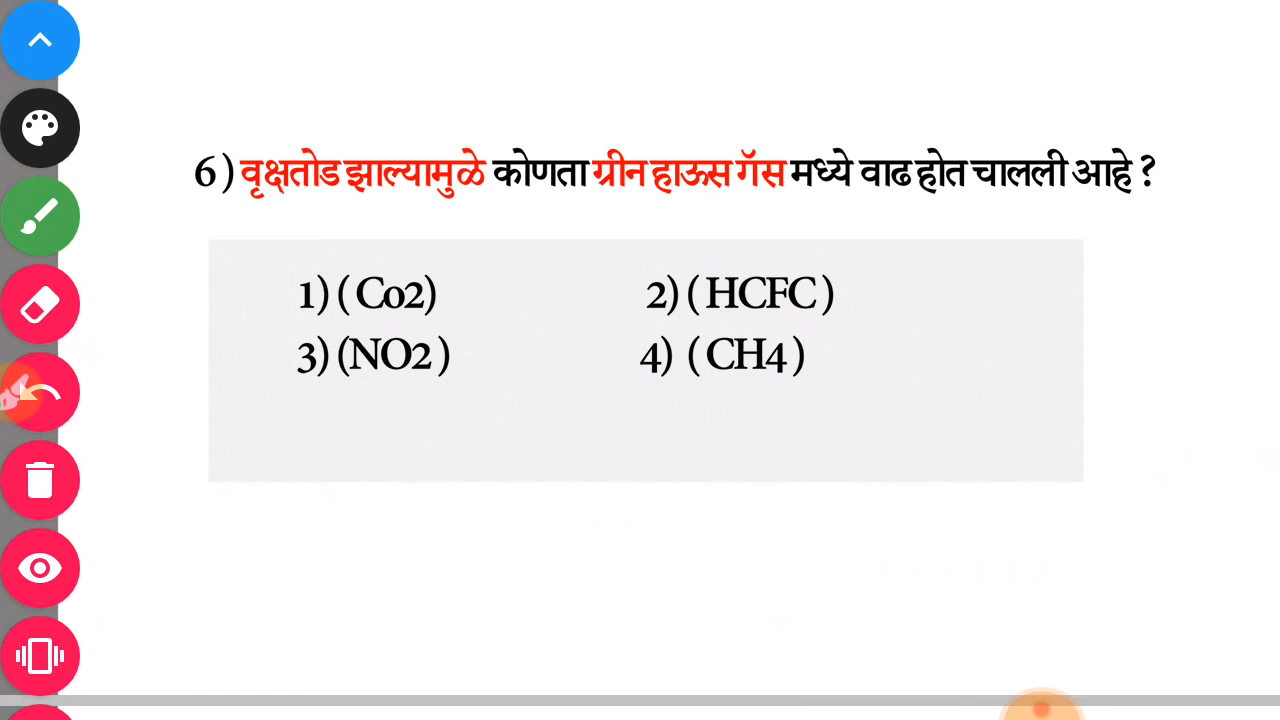 6 ) वृक्षतोड झाल्यामुळे कोणता ग्रीन हाऊस गॅस मध्ये वाढ होत चालली आहे ?
1) ( Co2) 2) ( HCFC )
3) (NO2 ) 4) ( CH4 )